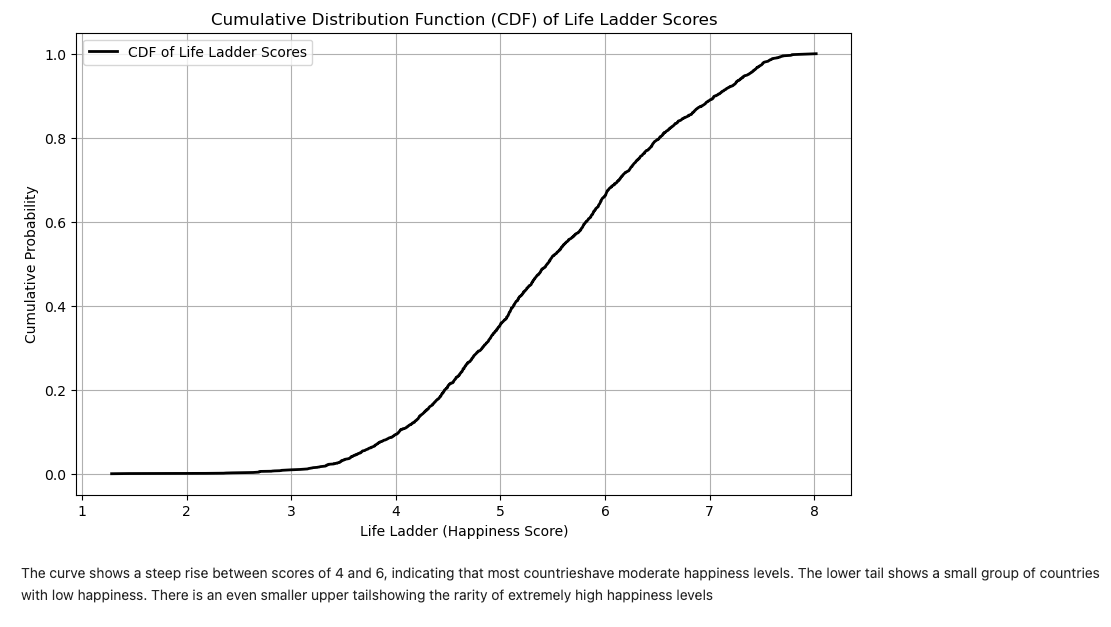 Cumulative Distribution Function (CDF) of Life Ladder Scores
CDF of Life Ladder Scores
1.0
0.8
0.6
0.4
0.2
0.0
Cumulative Probability
1 2 3 4 5 6 7 8
Life Ladder (Happiness Score)
The curve shows a steep rise between scores of 4 and 6, indicating that most countrieshave moderate happiness levels. The lower tail shows a small group of countries
with low happiness. There is an even smaller upper tailshowing the rarity of extremely high happiness levels